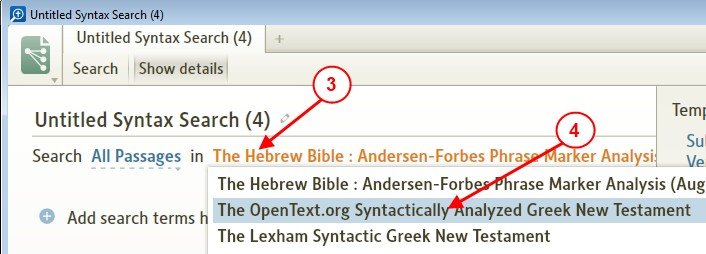 Untitled Syntax Search (4)
Untitled Syntax Search (4) +
Search Show details
3
4
Untitled Syntax Search (4)
Search All Passages in The Hebrew Bible : Andersen-Forbes Phrase Marker Analysis
The Hebrew Bible : Andersen-Forbes Phrase Marker Analysis (Aug
Add search terms h
The OpenText.org Syntactically Analyzed Greek New Testament
The Lexham Syntactic Greek New Testament
Temp
Su
Ve